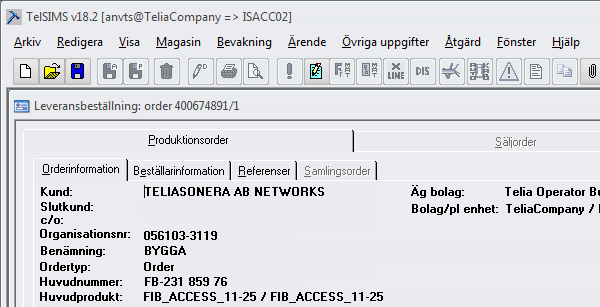 TelSIMS v18.2 [anvts@TeliaCompany => ISACC02]
Arkiv Redigera Visa Magasin Bevakning Ärende Övriga uppgifter Åtgärd Fönster Hjälp
LINE DIS
Leveransbeställning: order 400674891/1
Produktionsorder Säljorder
Orderinformation Beställarinformation Referenser Samlingsorder
Kund: TELIASONERA AB NETWORKS Äg bolag: Telia Operator Bu
Slutkund: Bolag/pl enhet: TeliaCompany /
c/o:
Organisationsnr: 056103-3119
Benämning: BYGGA
Ordertyp: Order
Huvudnummer: FB-231 859 76
Huvudprodukt: FIB_ACCESS_11-25 / FIB_ACCESS_11-25